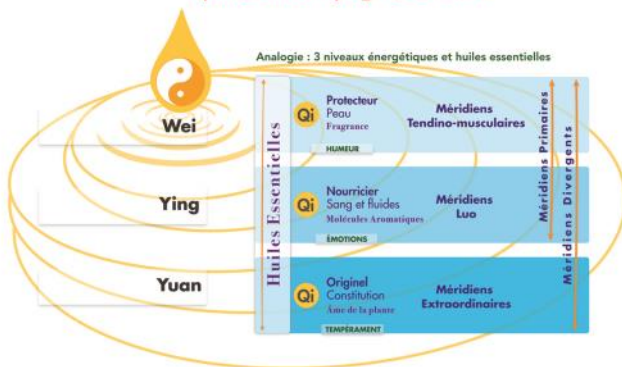 Analogie : 3 niveaux énergétiques et huiles essentielles
Wei
Ying
Yuan
Huiles Essentielles
Qi
Protecteur
Peau
Fragrance
HUMEUR
Méridiens
Tendino-musculaires
Qi
Nourricier
Sang et fluides
Molécules Aromatiques
ÉMOTIONS
Méridiens
Luo
Qi
Originel
Constitution
Âme de la plante
TEMPÉRAMENT
Méridiens
Extraordinaires
Méridiens Primaires
Méridiens Divergents